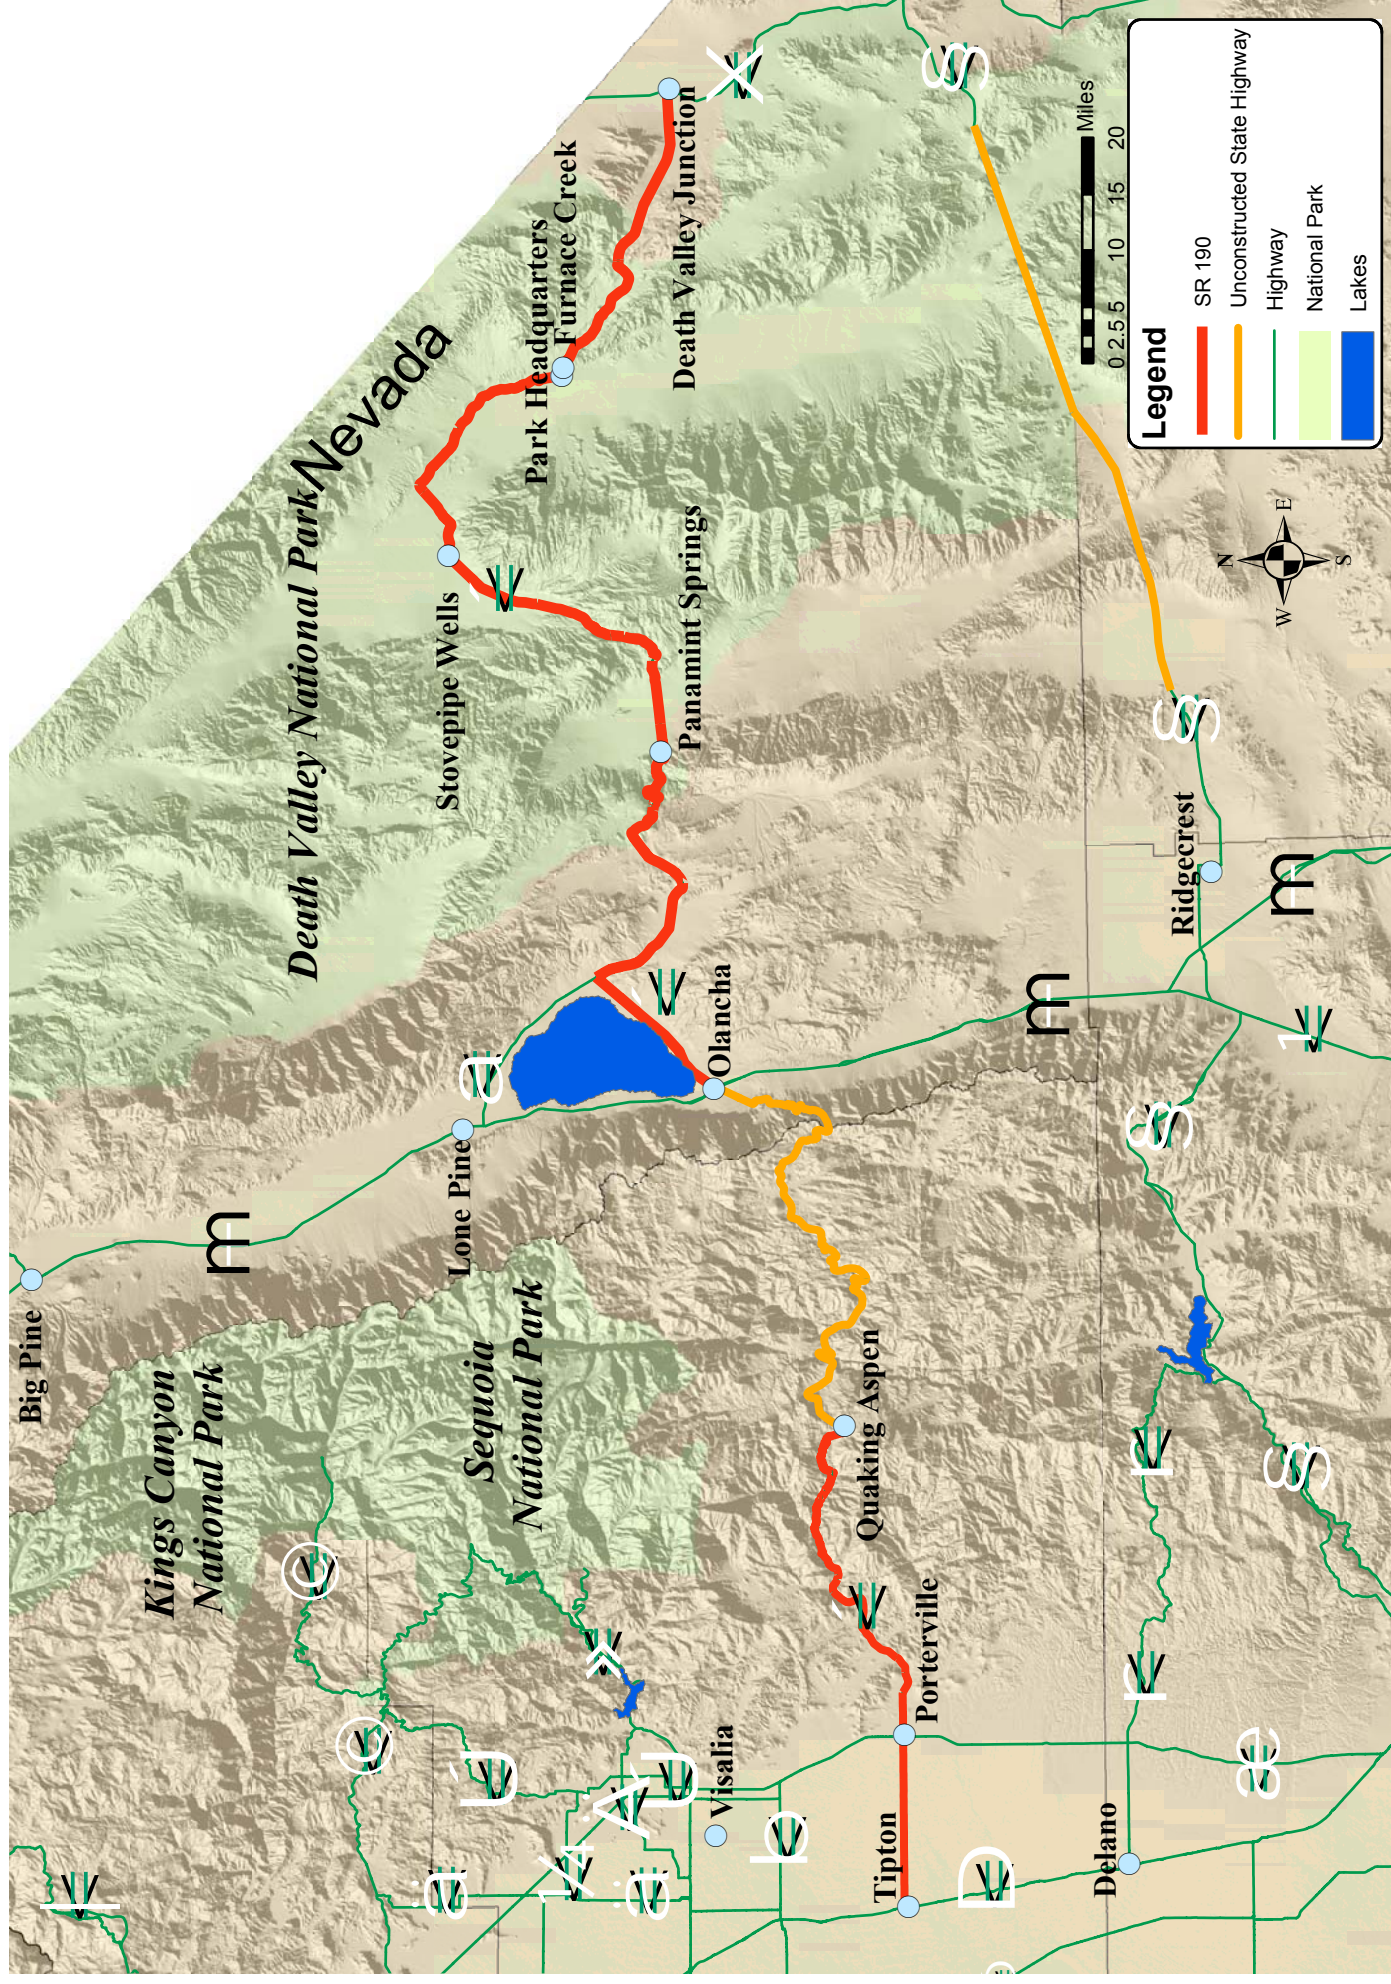 Nevada
Death Valley National Park
Big Pine
Kings Canyon
National Park
Sequoia
National Park
Lone Pine
Stovepipe Wells
Park Headquarters
Furnace Creek
Death Valley Junction
Panamint Springs
Olancha
Quaking Aspen
Porterville
Visalia
Tipton
Delano
Ridgecrest
N
W
E
S
0 2.5 5 10 15 20
Miles
Legend
SR 190
Unconstructed State Highway
Highway
National Park
Lakes